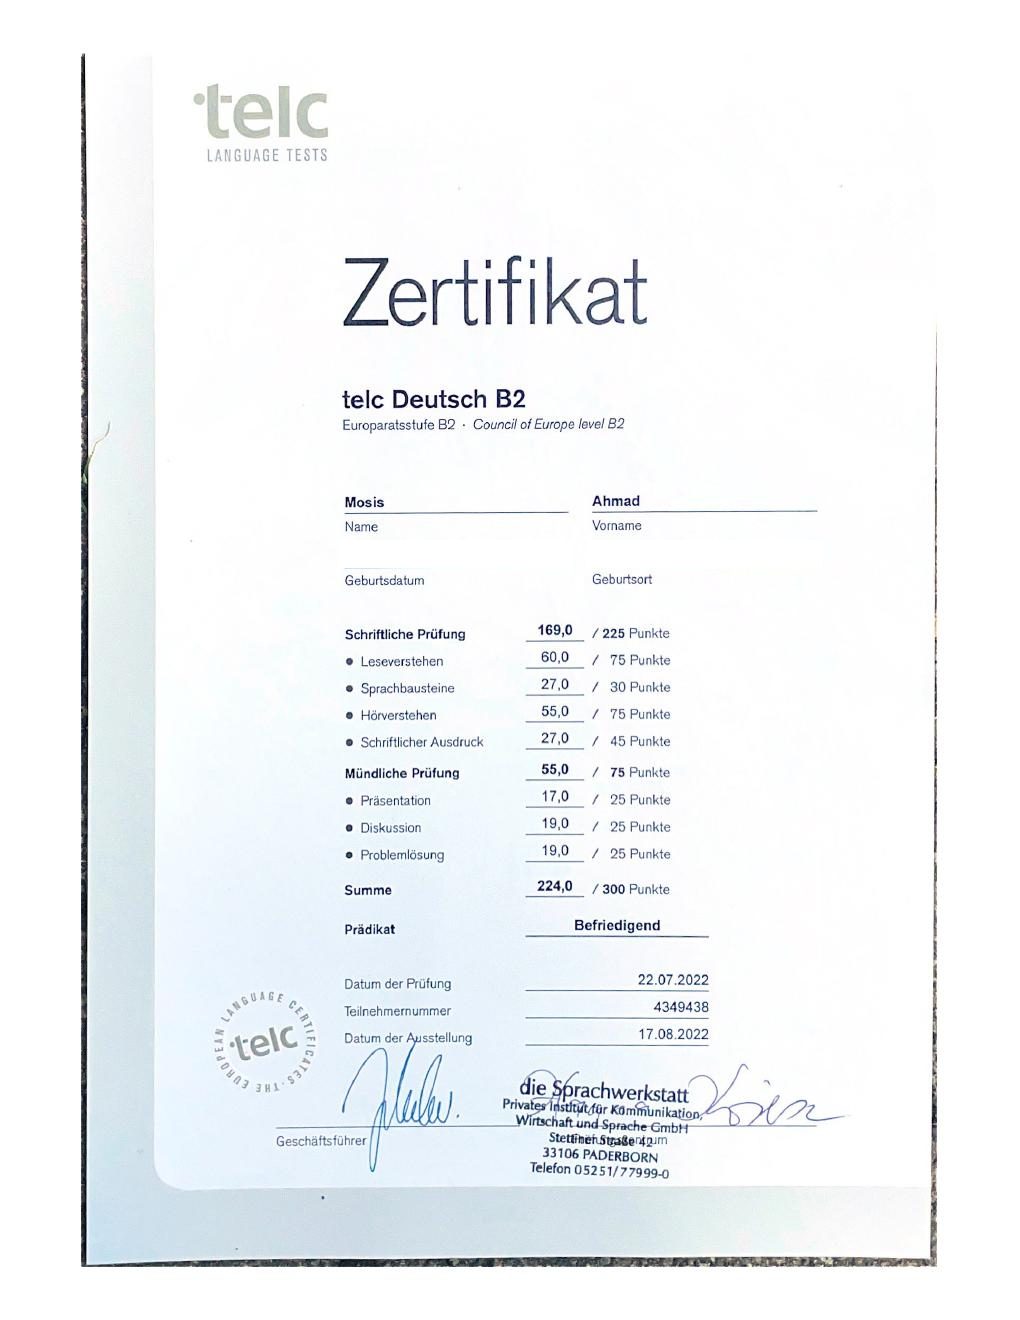 telc
LANGUAGE TESTS
Zertifikat
telc Deutsch B2
Europaratsstufe B2 · Council of Europe level B2
Mosis Ahmad
Name Vorname
Geburtsdatum Geburtsort
Schriftliche Prüfung 169,0 / 225 Punkte
• Leseverstehen 60,0 / 75 Punkte
• Sprachbausteine 27,0 / 30 Punkte
• Hörverstehen 55,0 / 75 Punkte
• Schriftlicher Ausdruck 27,0 / 45 Punkte
Mündliche Prüfung 55,0 / 75 Punkte
• Präsentation 17,0 / 25 Punkte
• Diskussion 19,0 / 25 Punkte
• Problemlösung 19,0 / 25 Punkte
Summe 224,0 / 300 Punkte
Prädikat Befriedigend
Datum der Prüfung 22.07.2022
Teilnehmernummer 4349438
Datum der Ausstellung 17.08.2022
telc
THE EUROPEAN LANGUAGE CERTIFICATES
die Sprachwerkstatt
Privates Institut für Kommunikation,
Wirtschaft und Sprache GmbH
Geschäftsführer Stettiner Straße 42
33106 PADERBORN
Telefon 05251/77999-0